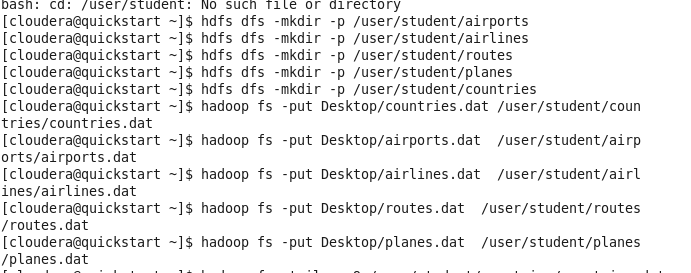 bash: cd: /user/student: No such file or directory
[cloudera@quickstart ~]$ hdfs dfs -mkdir -p /user/student/airports
[cloudera@quickstart ~]$ hdfs dfs -mkdir -p /user/student/airlines
[cloudera@quickstart ~]$ hdfs dfs -mkdir -p /user/student/routes
[cloudera@quickstart ~]$ hdfs dfs -mkdir -p /user/student/planes
[cloudera@quickstart ~]$ hdfs dfs -mkdir -p /user/student/countries
[cloudera@quickstart ~]$ hadoop fs -put Desktop/countries.dat /user/student/coun
tries/countries.dat
[cloudera@quickstart ~]$ hadoop fs -put Desktop/airports.dat  /user/student/airp
orts/airports.dat
[cloudera@quickstart ~]$ hadoop fs -put Desktop/airlines.dat  /user/student/airl
ines/airlines.dat
[cloudera@quickstart ~]$ hadoop fs -put Desktop/routes.dat  /user/student/routes
/routes.dat
[cloudera@quickstart ~]$ hadoop fs -put Desktop/planes.dat  /user/student/planes
/planes.dat